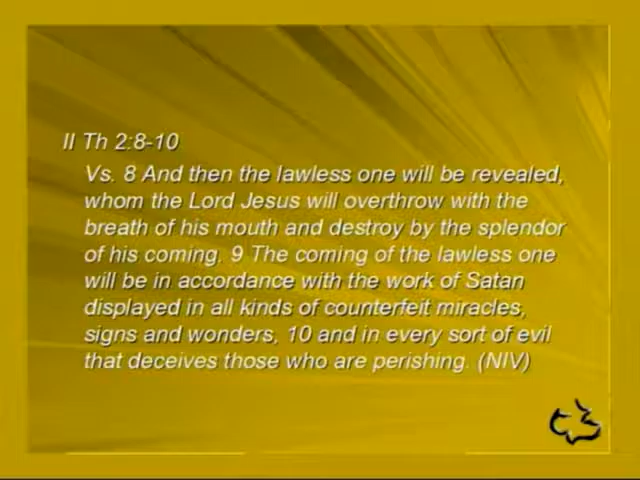 II Th 2:8-10
Vs. 8 And then the lawless one will be revealed,
whom the Lord Jesus will overthrow with the
breath of his mouth and destroy by the splendor
of his coming. 9 The coming of the lawless one
will be in accordance with the work of Satan
displayed in all kinds of counterfeit miracles,
signs and wonders, 10 and in every sort of evil
that deceives those who are perishing. (NIV)